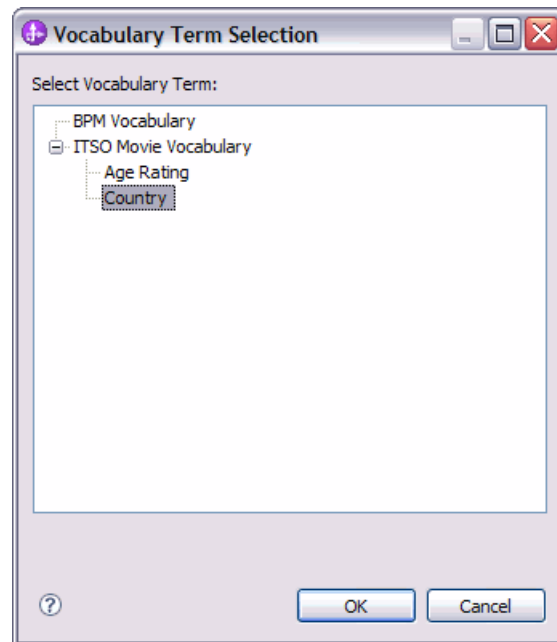 Vocabulary Term Selection
Select Vocabulary Term:
BPM Vocabulary
ITSO Movie Vocabulary
Age Rating
Country
? OK Cancel